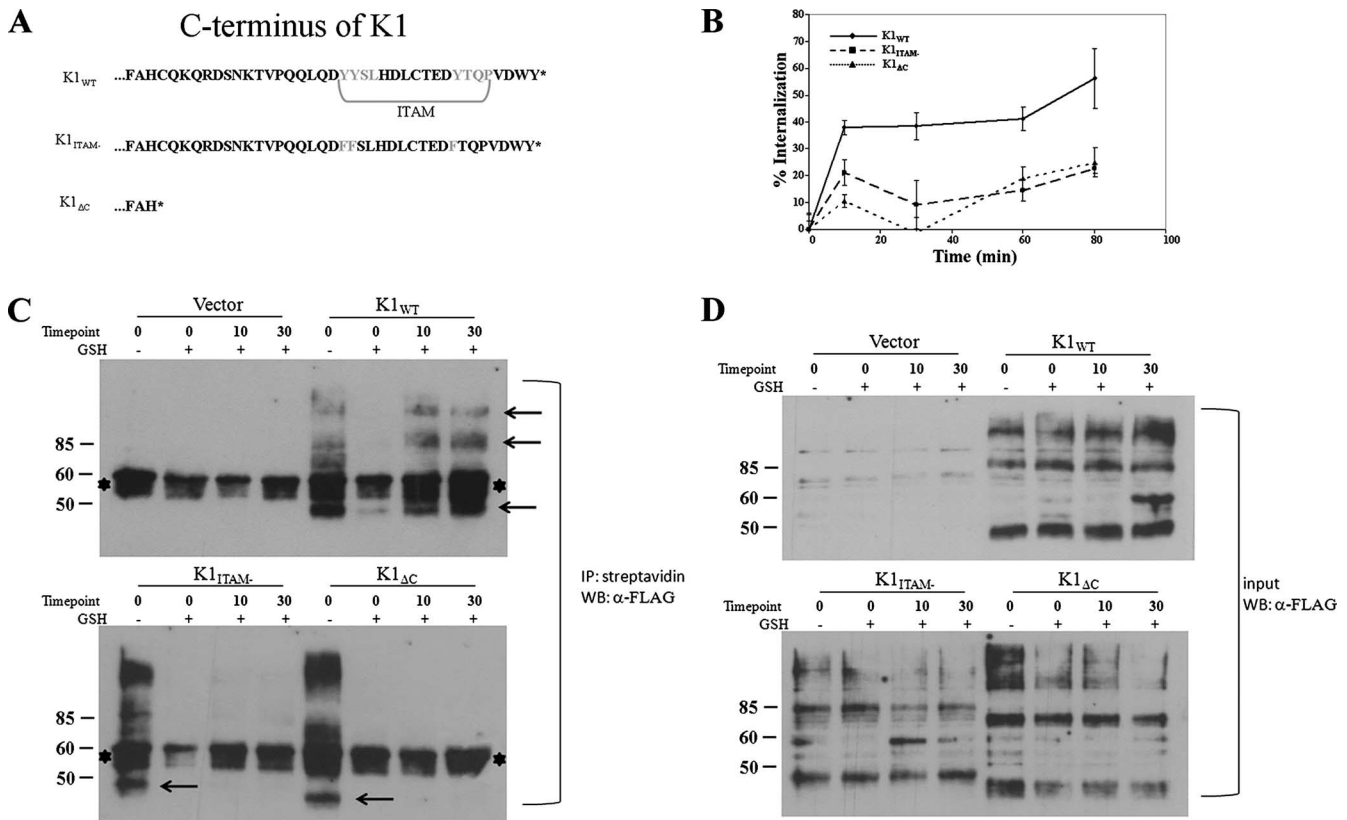 A
C-terminus of K1
K1WT ...FAHCQKQRDSNKTVPQQLQDYYSLHDLCTEDYTQPVDWY*
ITAM
K1ITAM- ...FAHCQKQRDSNKTVPQQLQDFFSLHDLCTEDFTQPVDWY*
K1ΔC ...FAH*
B
K1WT
K1ITAM-
K1ΔC
80
70
60
50
40
30
20
10
0
% Internalization
0 20 40 60 80 100
Time (min)
C
Vector K1WT
Timepoint 0 0 10 30 0 0 10 30
GSH - + + + - + + +
85
60
50
K1ITAM- K1ΔC
Timepoint 0 0 10 30 0 0 10 30
GSH - + + + - + + +
85
60
50
IP: streptavidin
WB: α-FLAG
D
Vector K1WT
Timepoint 0 0 10 30 0 0 10 30
GSH - + + + - + + +
85
60
50
K1ITAM- K1ΔC
Timepoint 0 0 10 30 0 0 10 30
GSH - + + + - + + +
85
60
50
input
WB: α-FLAG